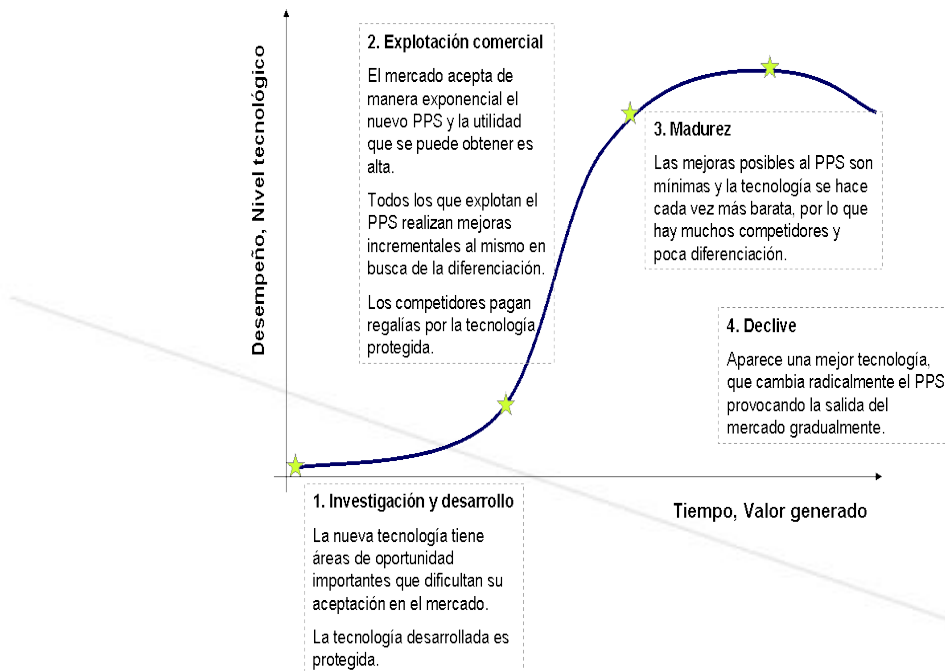 Desempeño, Nivel tecnológico
2. Explotación comercial
El mercado acepta de
manera exponencial el
nuevo PPS y la utilidad
que se puede obtener es
alta.
Todos los que explotan el
PPS realizan mejoras
incrementales al mismo en
busca de la diferenciación.
Los competidores pagan
regalías por la tecnología
protegida.
3. Madurez
Las mejoras posibles al PPS son
mínimas y la tecnología se hace
cada vez más barata, por lo que
hay muchos competidores y
poca diferenciación.
4. Declive
Aparece una mejor tecnología,
que cambia radicalmente el PPS
provocando la salida del
mercado gradualmente.
Tiempo, Valor generado
1. Investigación y desarrollo
La nueva tecnología tiene
áreas de oportunidad
importantes que dificultan su
aceptación en el mercado.
La tecnología desarrollada es
protegida.